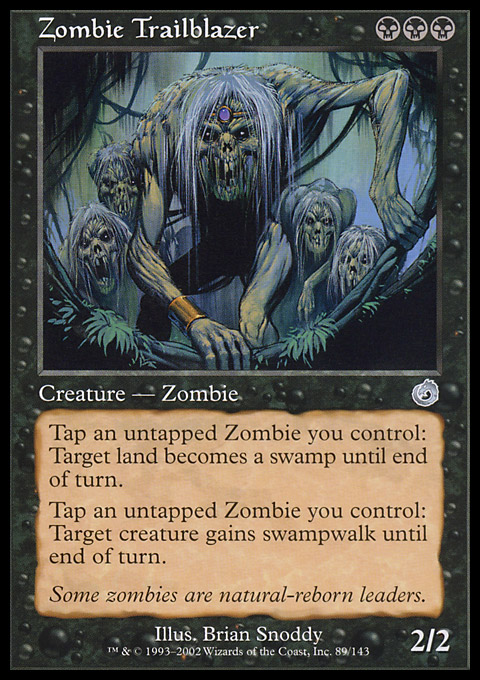 Zombie Trailblazer
Creature — Zombie
Tap an untapped Zombie you control:
Target land becomes a swamp until end
of turn.
Tap an untapped Zombie you control:
Target creature gains swampwalk until
end of turn.
Some zombies are natural-reborn leaders.
Illus. Brian Snoddy
™ & © 1993–2002 Wizards of the Coast, Inc. 89/143
2/2